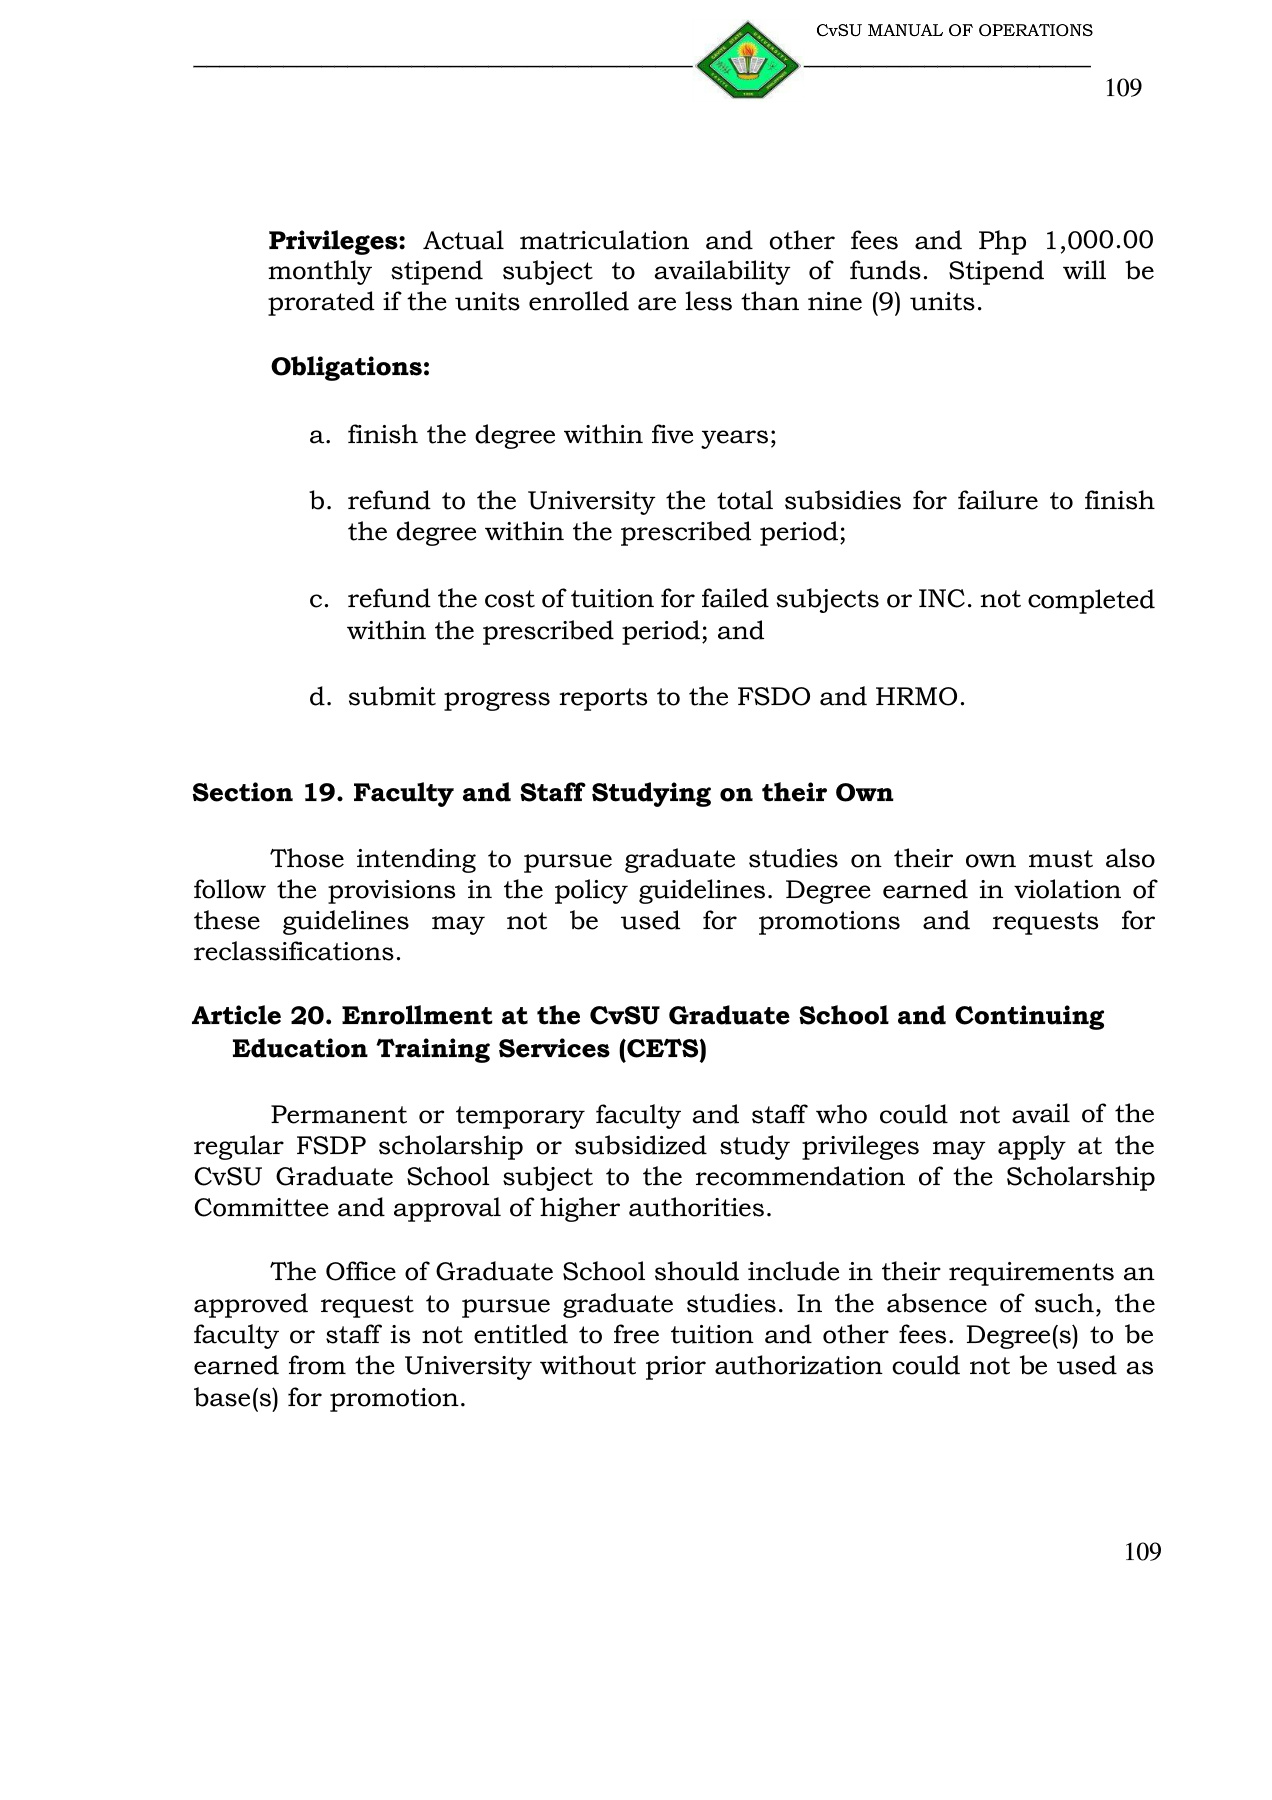 CvSU MANUAL OF OPERATIONS
109
Privileges: Actual matriculation and other fees and Php 1,000.00
monthly stipend subject to availability of funds. Stipend will be
prorated if the units enrolled are less than nine (9) units.
Obligations:
a. finish the degree within five years;
b. refund to the University the total subsidies for failure to finish
the degree within the prescribed period;
c. refund the cost of tuition for failed subjects or INC. not completed
within the prescribed period; and
d. submit progress reports to the FSDO and HRMO.
Section 19. Faculty and Staff Studying on their Own
Those intending to pursue graduate studies on their own must also
follow the provisions in the policy guidelines. Degree earned in violation of
these guidelines may not be used for promotions and requests for
reclassifications.
Article 20. Enrollment at the CvSU Graduate School and Continuing
Education Training Services (CETS)
Permanent or temporary faculty and staff who could not avail of the
regular FSDP scholarship or subsidized study privileges may apply at the
CvSU Graduate School subject to the recommendation of the Scholarship
Committee and approval of higher authorities.
The Office of Graduate School should include in their requirements an
approved request to pursue graduate studies. In the absence of such, the
faculty or staff is not entitled to free tuition and other fees. Degree(s) to be
earned from the University without prior authorization could not be used as
base(s) for promotion.
109